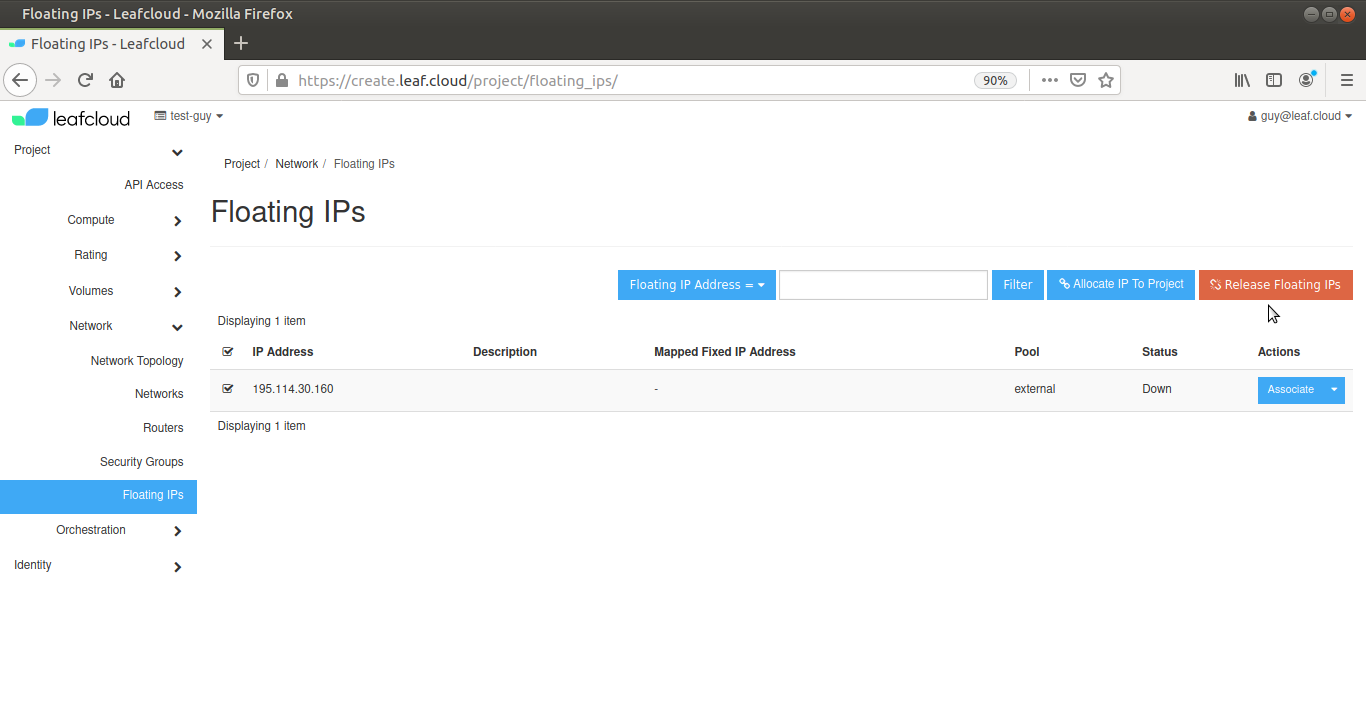 Floating IPs - Leafcloud - Mozilla Firefox
Floating IPs - Leafcloud
https://create.leaf.cloud/project/floating_ips/
90%
leafcloud
test-guy
guy@leaf.cloud
Project
API Access
Compute
Rating
Volumes
Network
Network Topology
Networks
Routers
Security Groups
Floating IPs
Orchestration
Identity
Project / Network / Floating IPs
Floating IPs
Floating IP Address = Filter Allocate IP To Project Release Floating IPs
Displaying 1 item
IP Address Description Mapped Fixed IP Address Pool Status Actions
195.114.30.160 - external Down Associate
Displaying 1 item